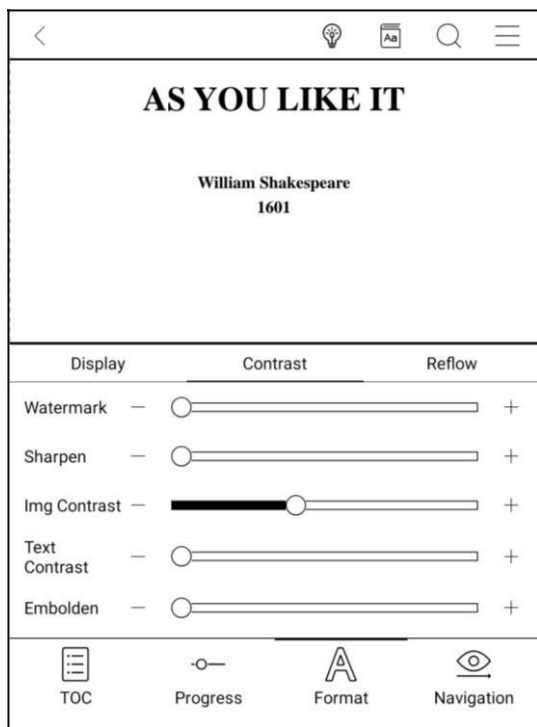 Aa
AS YOU LIKE IT
William Shakespeare
1601
Display Contrast Reflow
Watermark
Sharpen
Img Contrast
Text
Contrast
Embolden
TOC Progress Format Navigation